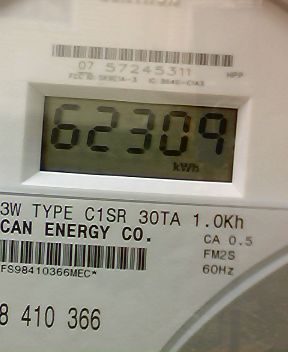 07 57245311
HPP
62309
kWh
3W TYPE C1SR 30TA 1.0Kh
CAN ENERGY CO.
CA 0.5
FM2S
60Hz
FS98410366MEC*
8 410 366